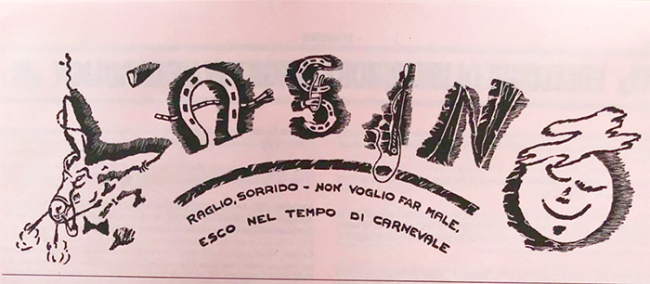 L'ASINO
RAGLIO, SORRIDO - NON VOGLIO FAR MALE,
ESCO NEL TEMPO DI CARNEVALE